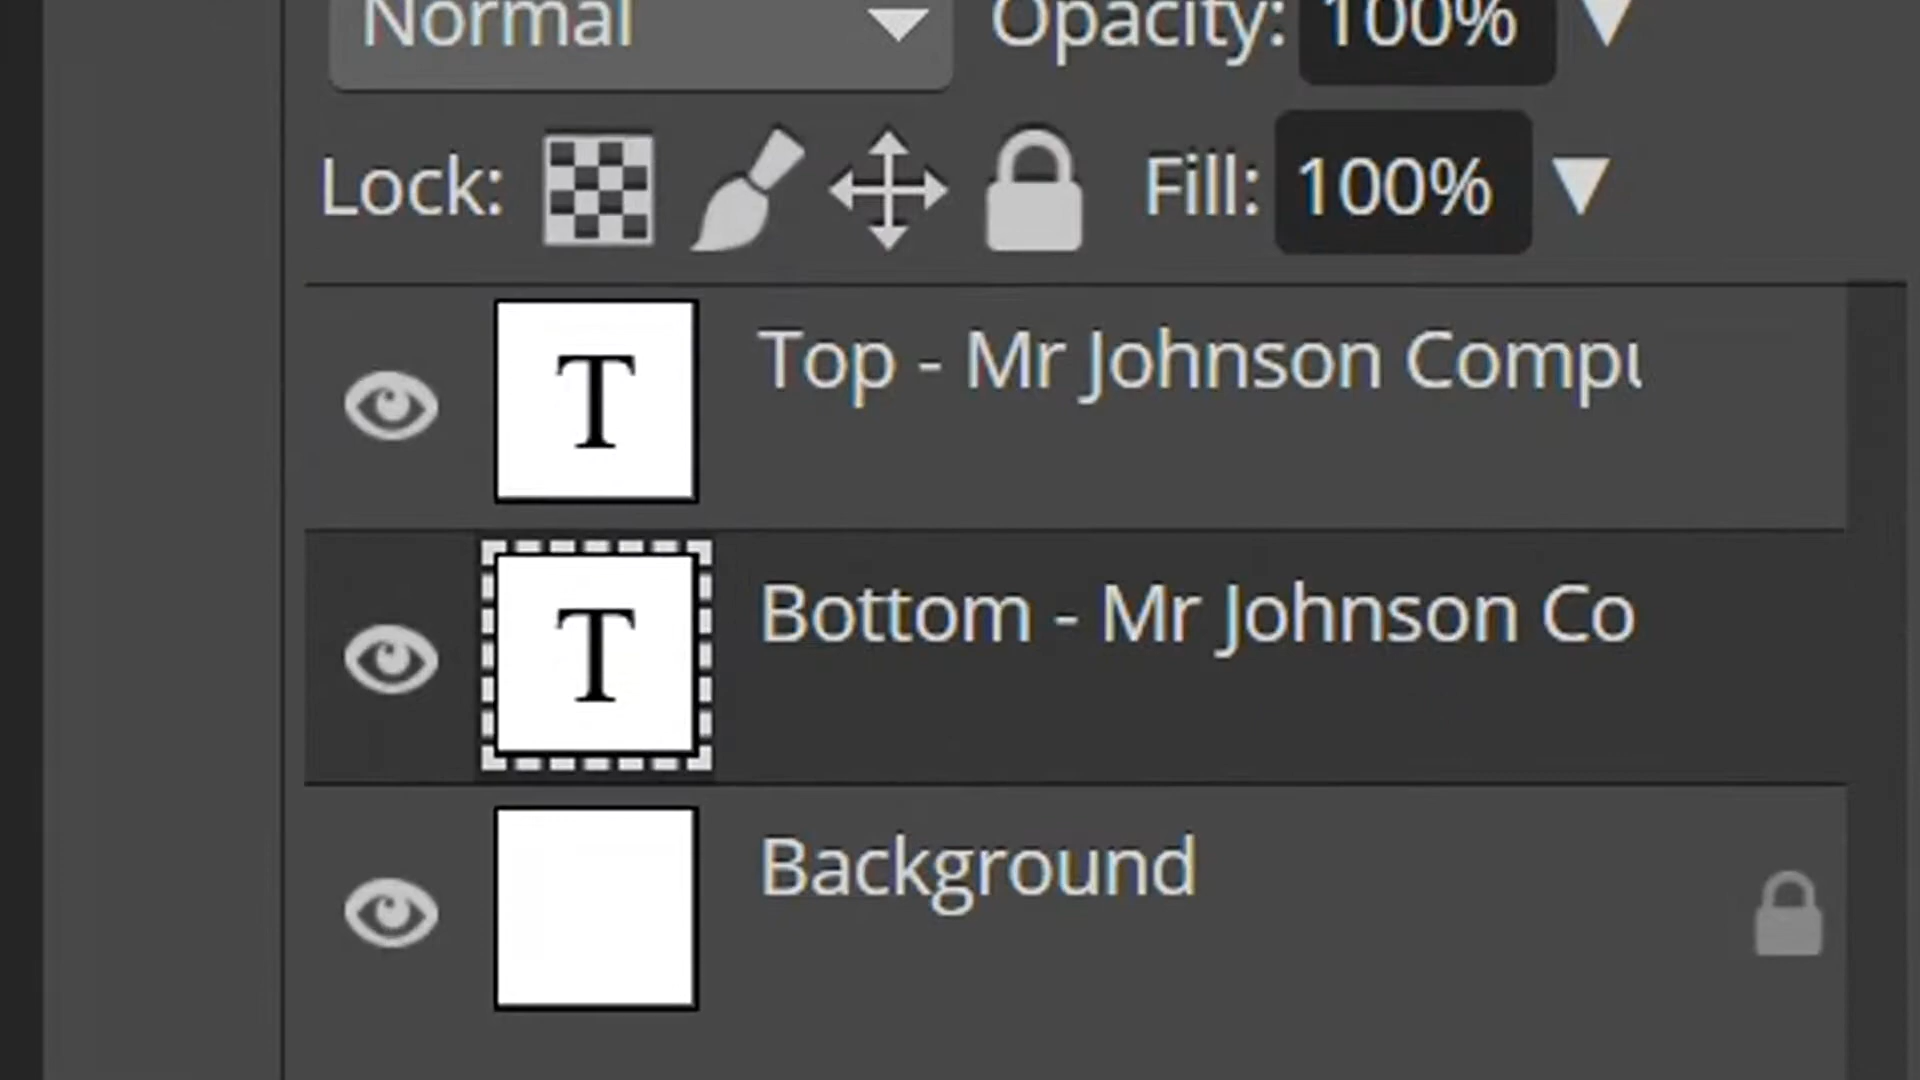 Normal Opacity: 100%
Lock: Fill: 100%
T Top - Mr Johnson Compu
T Bottom - Mr Johnson Co
Background